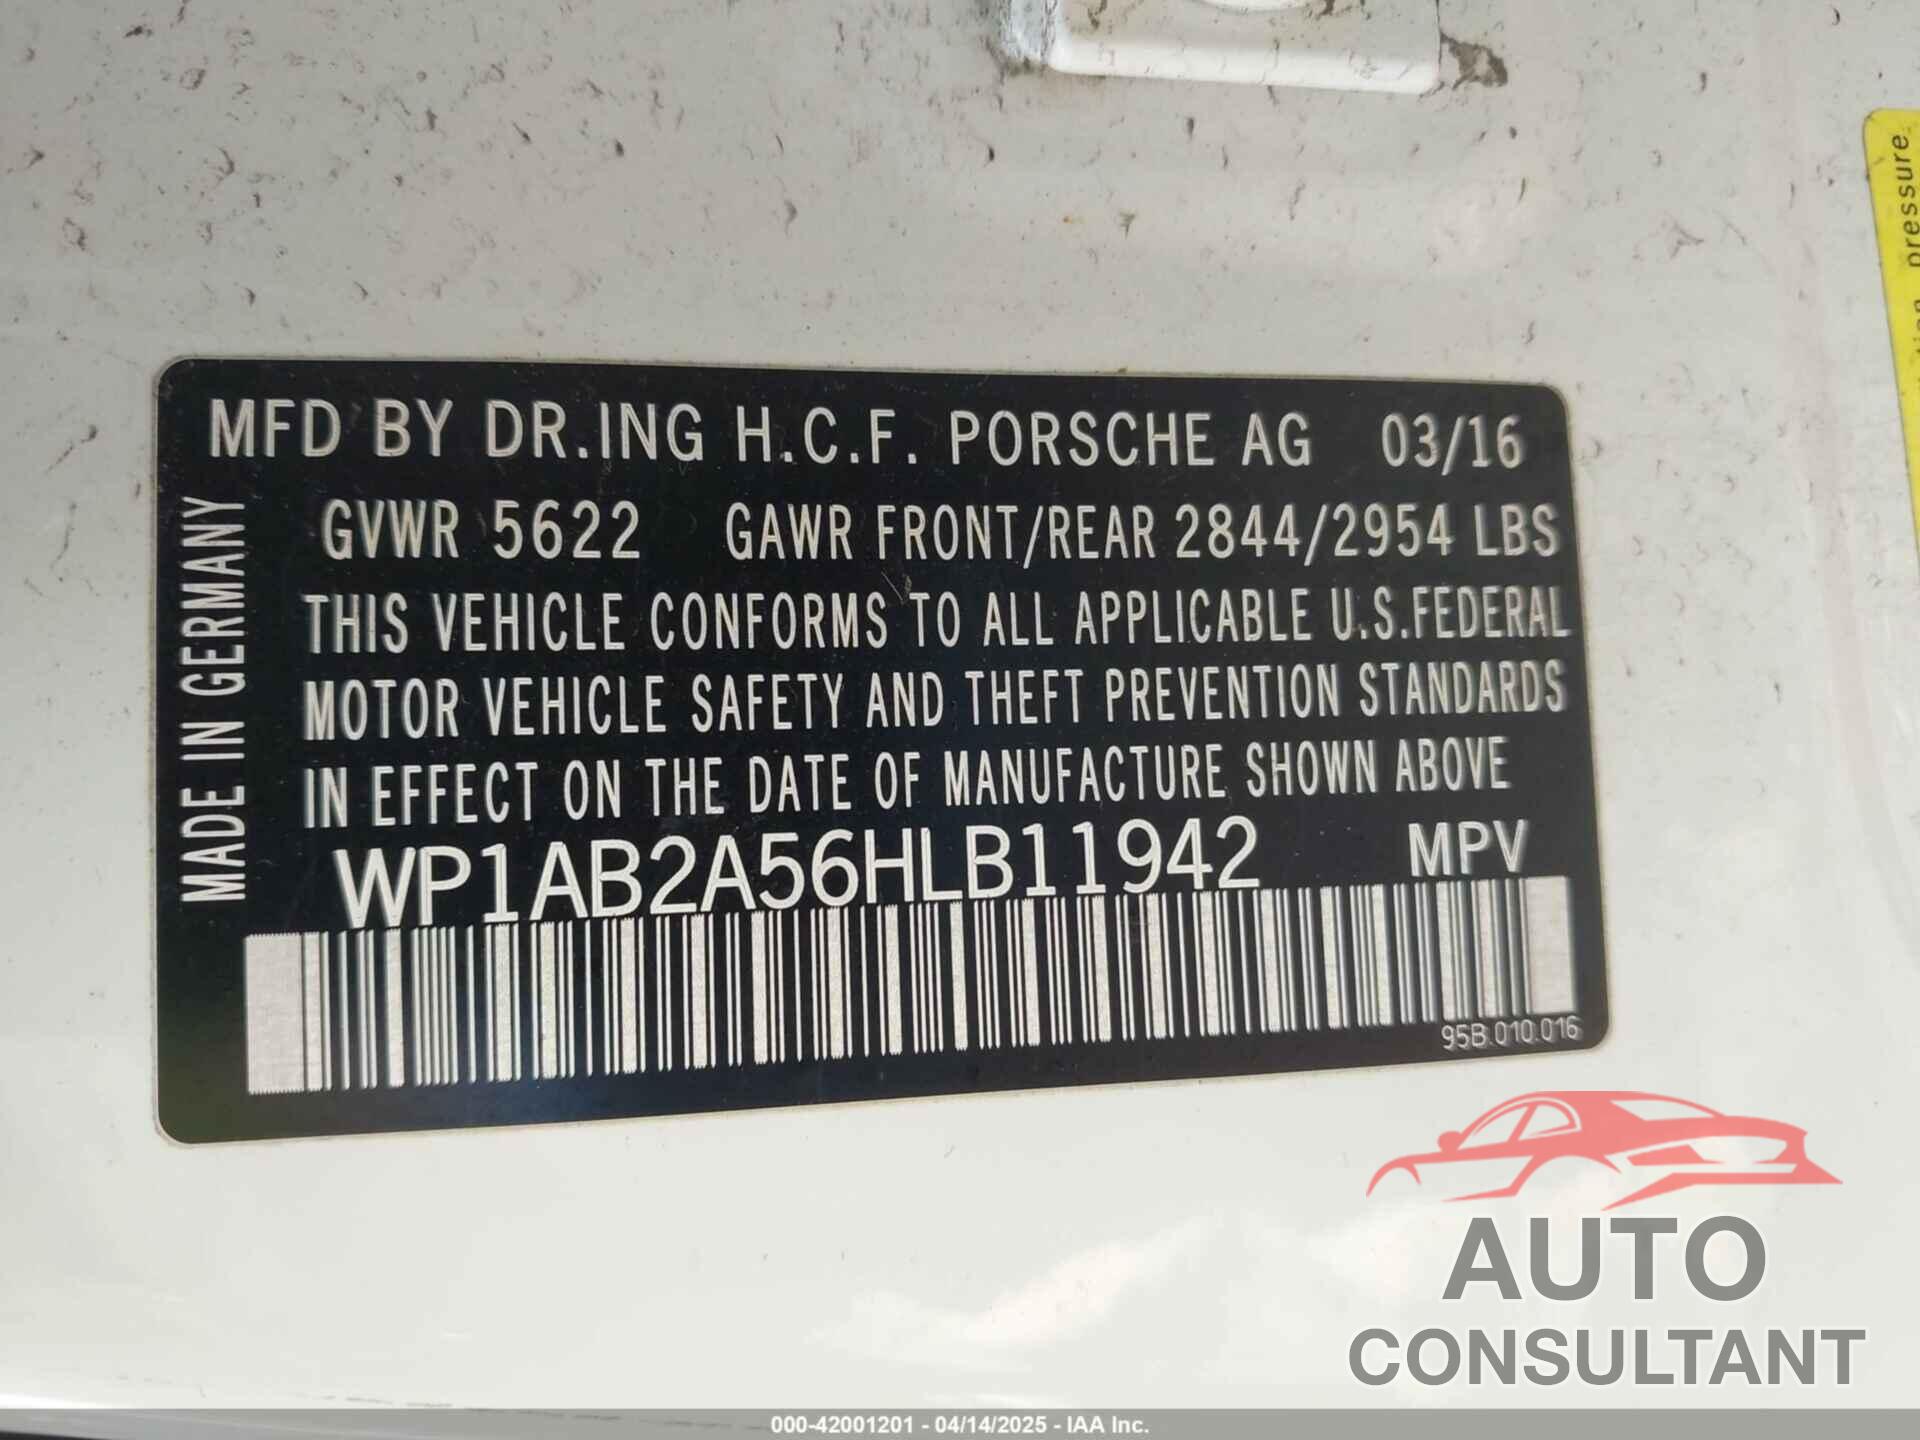 MFD BY DR.ING H.C.F. PORSCHE AG 03/16
GVWR 5622 GAWR FRONT/REAR 2844/2954 LBS
THIS VEHICLE CONFORMS TO ALL APPLICABLE U.S.FEDERAL
MOTOR VEHICLE SAFETY AND THEFT PREVENTION STANDARDS
IN EFFECT ON THE DATE OF MANUFACTURE SHOWN ABOVE
WP1AB2A56HLB11942 MPV
MADE IN GERMANY
95B.010.016
pressure
AUTO
CONSULTANT
000-42001201 - 04/14/2025 - IAA Inc.